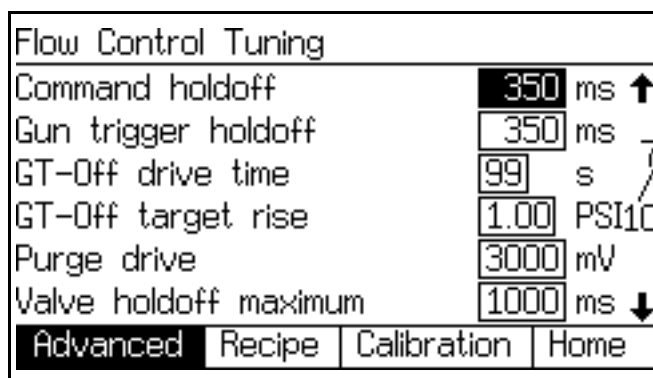 Flow Control Tuning
Command holdoff 350 ms
Gun trigger holdoff 350 ms
GT-Off drive time 99 s
GT-Off target rise 1.00 PSI10
Purge drive 3000 mV
Valve holdoff maximum 1000 ms
Advanced Recipe Calibration Home